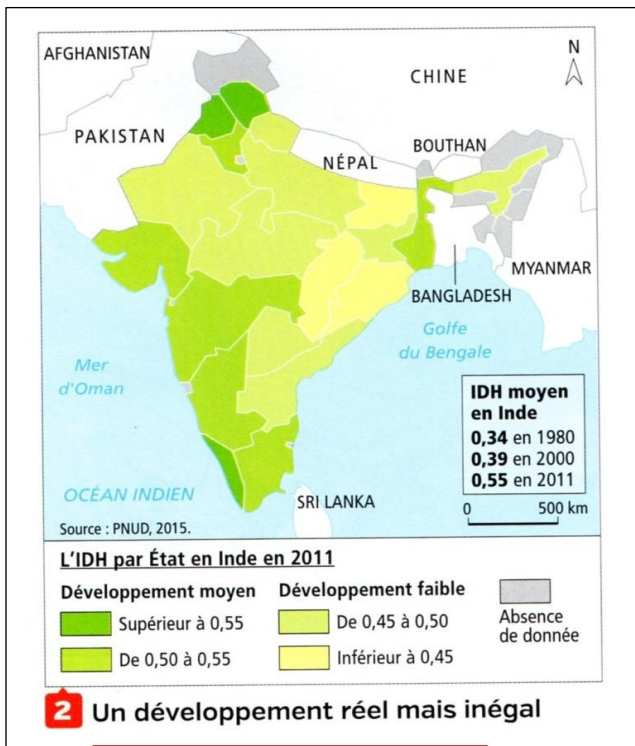 AFGHANISTAN
N
CHINE
PAKISTAN
NÉPAL
BOUTHAN
MYANMAR
BANGLADESH
Golfe
du Bengale
Mer
d'Oman
IDH moyen
en Inde
0,34 en 1980
0,39 en 2000
0,55 en 2011
OCÉAN INDIEN
SRI LANKA
0 500 km
Source : PNUD, 2015.
L'IDH par État en Inde en 2011
Développement moyen
Supérieur à 0,55
De 0,50 à 0,55
Développement faible
De 0,45 à 0,50
Inférieur à 0,45
Absence
de donnée
2 Un développement réel mais inégal